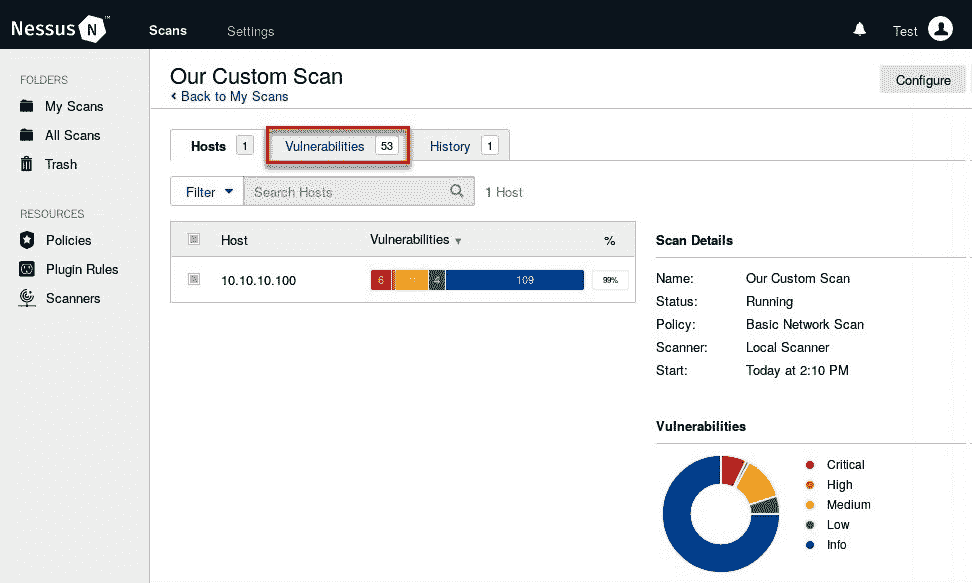 Nessus N ™
Scans
Settings
Test
FOLDERS
My Scans
All Scans
Trash
RESOURCES
Policies
Plugin Rules
Scanners
Our Custom Scan
Back to My Scans
Configure
Hosts 1
Vulnerabilities 53
History 1
Filter
Search Hosts
1 Host
Host Vulnerabilities %
10.10.10.100 6 4 109 99%
Scan Details
Name: Our Custom Scan
Status: Running
Policy: Basic Network Scan
Scanner: Local Scanner
Start: Today at 2:10 PM
Vulnerabilities
Critical
High
Medium
Low
Info